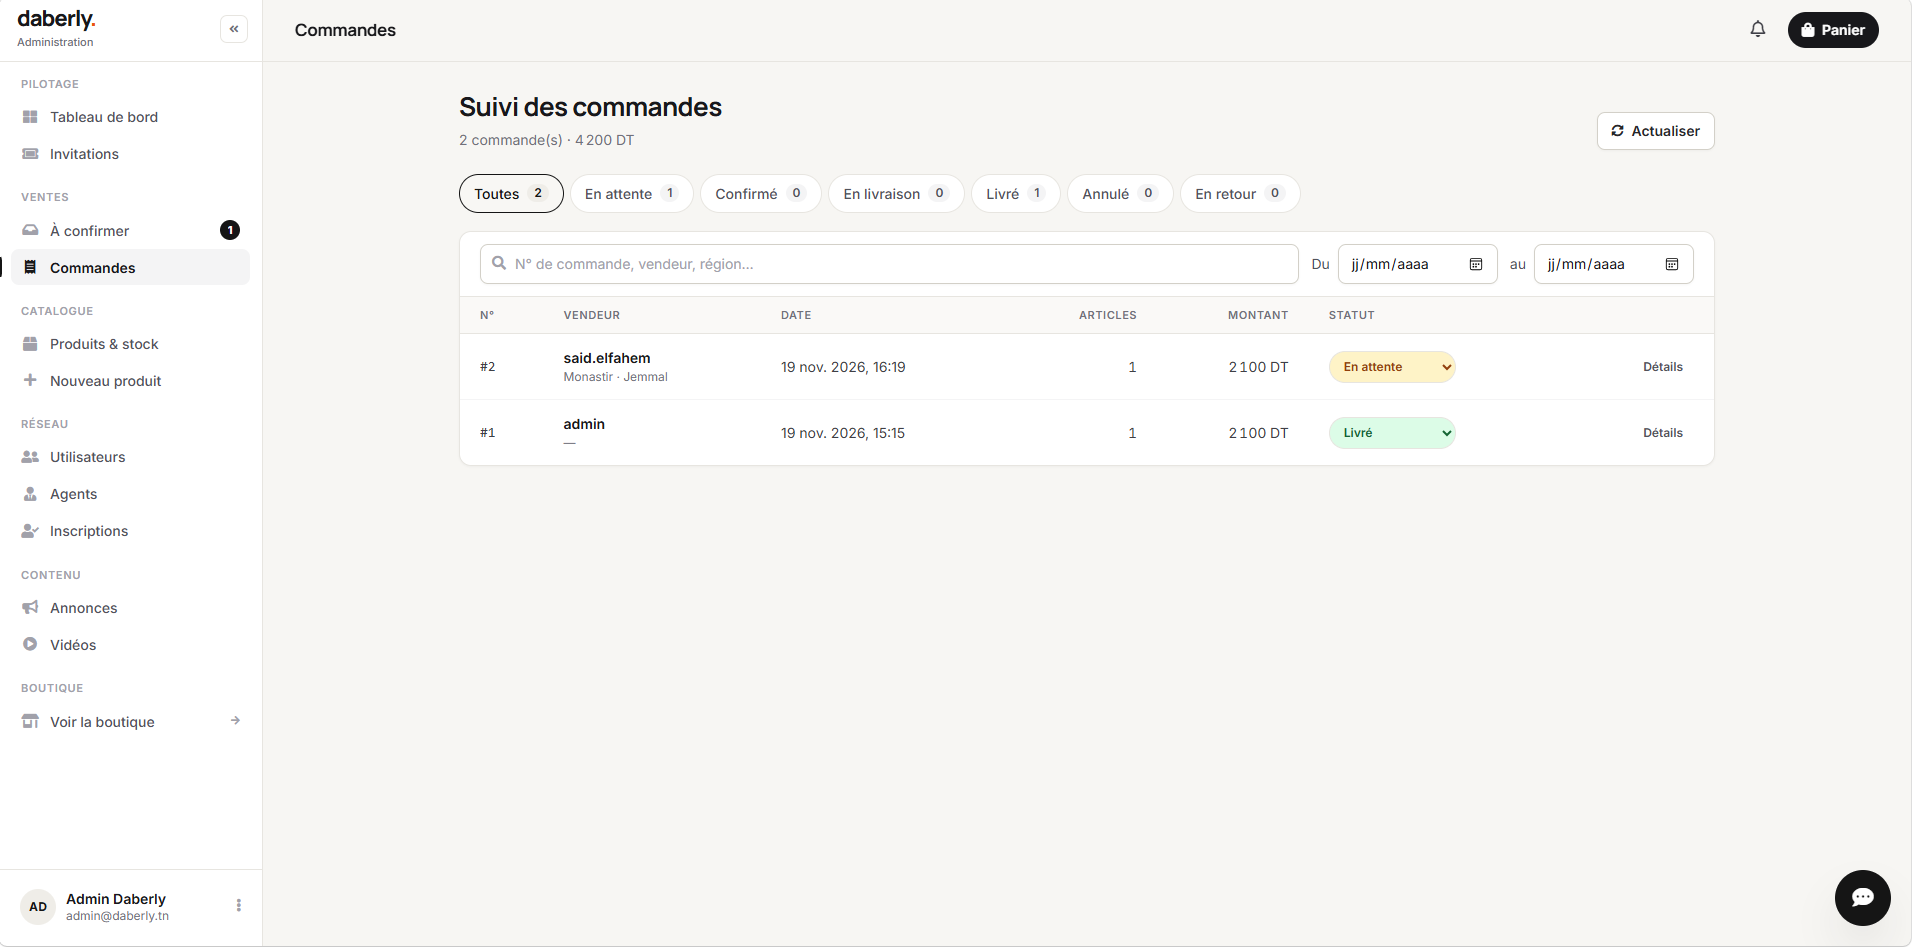 daberly.
Administration
«
PILOTAGE
Tableau de bord
Invitations
VENTES
À confirmer 1
Commandes
CATALOGUE
Produits & stock
Nouveau produit
RÉSEAU
Utilisateurs
Agents
Inscriptions
CONTENU
Annonces
Vidéos
BOUTIQUE
Voir la boutique
AD
Admin Daberly
admin@daberly.tn
Commandes
Panier
Suivi des commandes
2 commande(s) · 4 200 DT
Actualiser
Toutes 2 En attente 1 Confirmé 0 En livraison 0 Livré 1 Annulé 0 En retour 0
N° de commande, vendeur, région... Du jj/mm/aaaa au jj/mm/aaaa
N° VENDEUR DATE ARTICLES MONTANT STATUT
#2 said.elfahem 19 nov. 2026, 16:19 1 2 100 DT En attente Détails
Monastir · Jemmal
#1 admin 19 nov. 2026, 15:15 1 2 100 DT Livré Détails
—